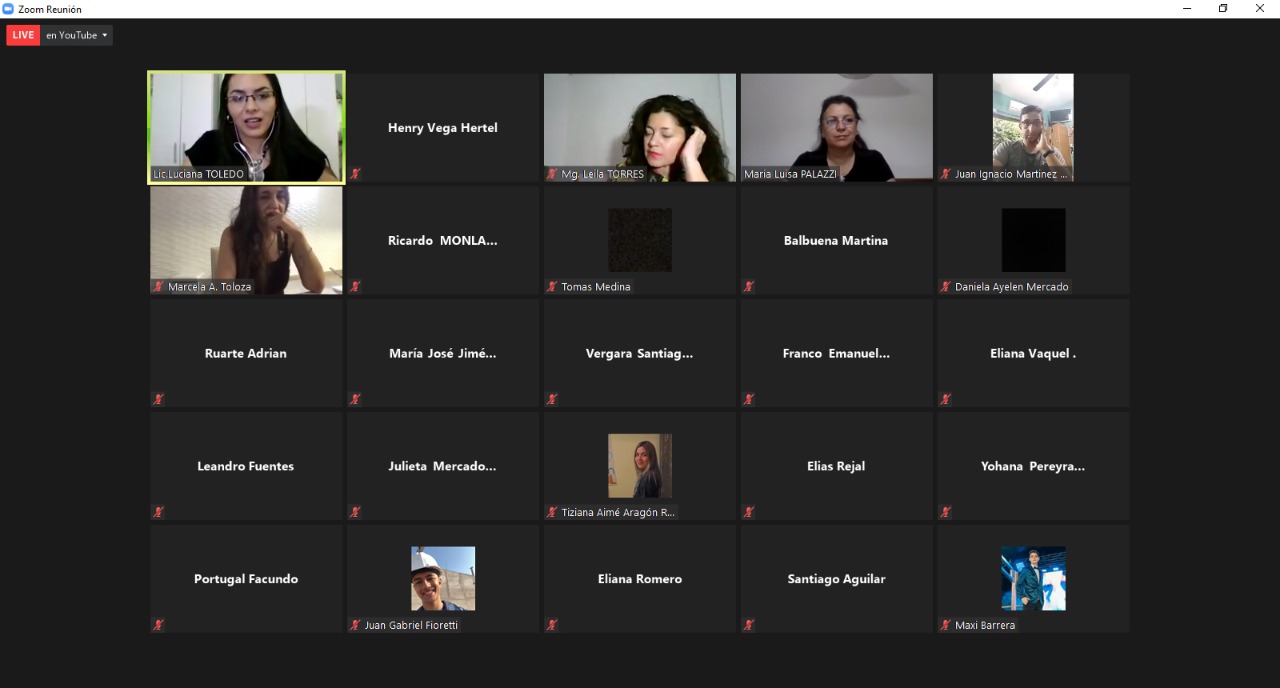 Zoom Reunión
LIVE en YouTube
Lic.Luciana TOLEDO
Henry Vega Hertel
Mg. Leila TORRES
Maria Luisa PALAZZI
Juan Ignacio Martinez ...
Marcela A. Toloza
Ricardo MONLA...
Tomas Medina
Balbuena Martina
Daniela Ayelen Mercado
Ruarte Adrian
María José Jimé...
Vergara Santiag...
Franco Emanuel...
Eliana Vaquel .
Leandro Fuentes
Julieta Mercado...
Tiziana Aimé Aragón R...
Elias Rejal
Yohana Pereyra...
Portugal Facundo
Juan Gabriel Fioretti
Eliana Romero
Santiago Aguilar
Maxi Barrera